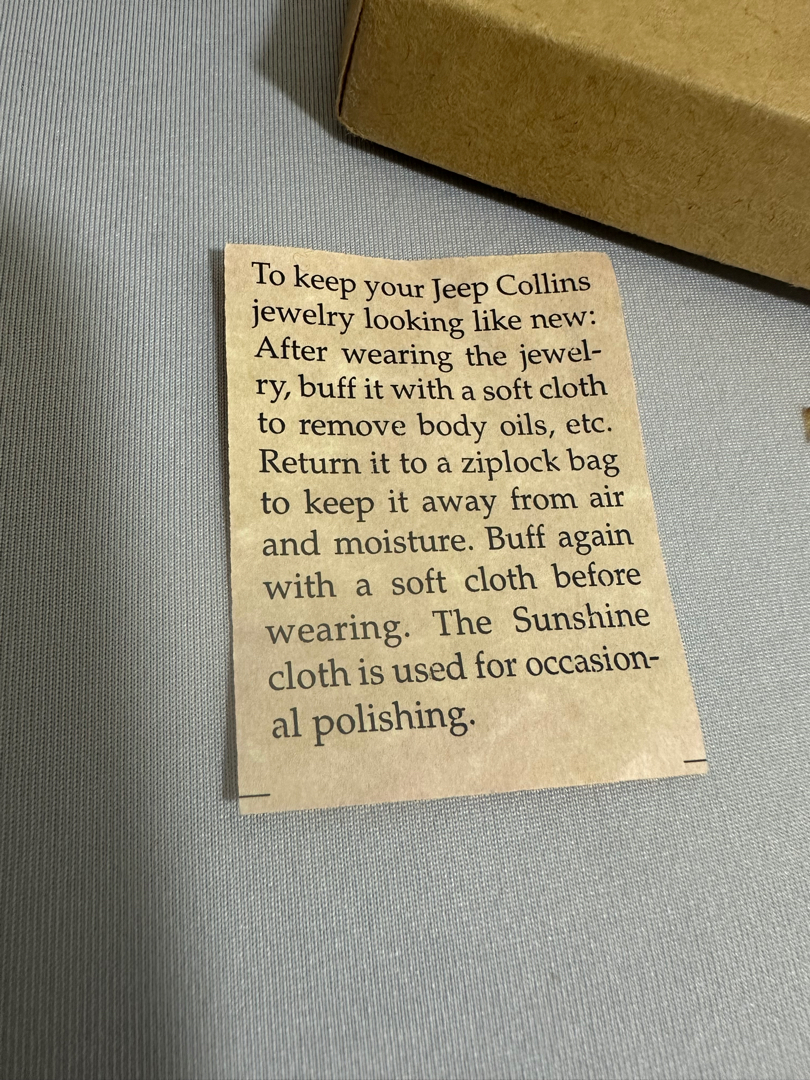 To keep your Jeep Collins
jewelry looking like new:
After wearing the jewel-
ry, buff it with a soft cloth
to remove body oils, etc.
Return it to a ziplock bag
to keep it away from air
and moisture. Buff again
with a soft cloth before
wearing. The Sunshine
cloth is used for occasion-
al polishing.